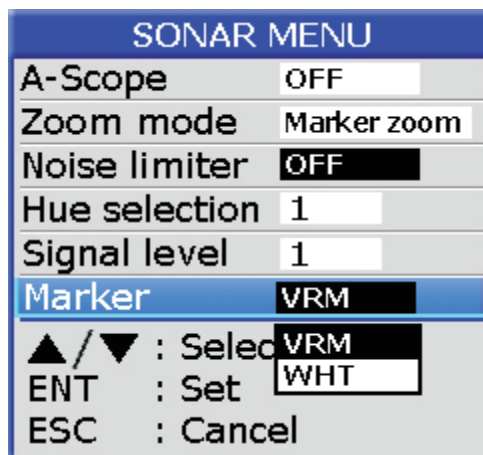 SONAR MENU
A-Scope OFF
Zoom mode Marker zoom
Noise limiter OFF
Hue selection 1
Signal level 1
Marker VRM
▲/▼ : Selec VRM
ENT : Set WHT
ESC : Cancel